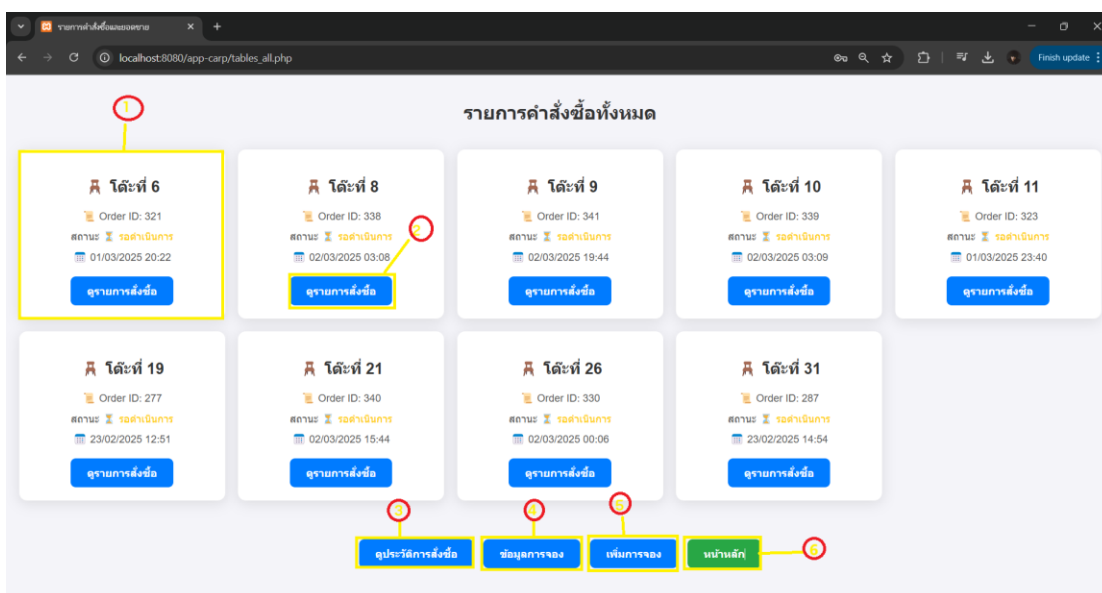 รายการคำสั่งซื้อและยอดขาย
localhost:8080/app-carp/tables_all.php
Finish update
รายการคำสั่งซื้อทั้งหมด
1
โต๊ะที่ 6
Order ID: 321
สถานะ ⏳ รอดำเนินการ
01/03/2025 20:22
ดูรายการสั่งซื้อ
โต๊ะที่ 8
Order ID: 338
สถานะ ⏳ รอดำเนินการ
2
02/03/2025 03:08
ดูรายการสั่งซื้อ
โต๊ะที่ 9
Order ID: 341
สถานะ ⏳ รอดำเนินการ
02/03/2025 19:44
ดูรายการสั่งซื้อ
โต๊ะที่ 10
Order ID: 339
สถานะ ⏳ รอดำเนินการ
02/03/2025 03:09
ดูรายการสั่งซื้อ
โต๊ะที่ 11
Order ID: 323
สถานะ ⏳ รอดำเนินการ
01/03/2025 23:40
ดูรายการสั่งซื้อ
โต๊ะที่ 19
Order ID: 277
สถานะ ⏳ รอดำเนินการ
23/02/2025 12:51
ดูรายการสั่งซื้อ
โต๊ะที่ 21
Order ID: 340
สถานะ ⏳ รอดำเนินการ
02/03/2025 15:44
ดูรายการสั่งซื้อ
โต๊ะที่ 26
Order ID: 330
สถานะ ⏳ รอดำเนินการ
02/03/2025 00:06
ดูรายการสั่งซื้อ
โต๊ะที่ 31
Order ID: 287
สถานะ ⏳ รอดำเนินการ
23/02/2025 14:54
ดูรายการสั่งซื้อ
3
4
5
ดูประวัติการสั่งซื้อ
ข้อมูลการจอง
เพิ่มการจอง
หน้าหลัก
6